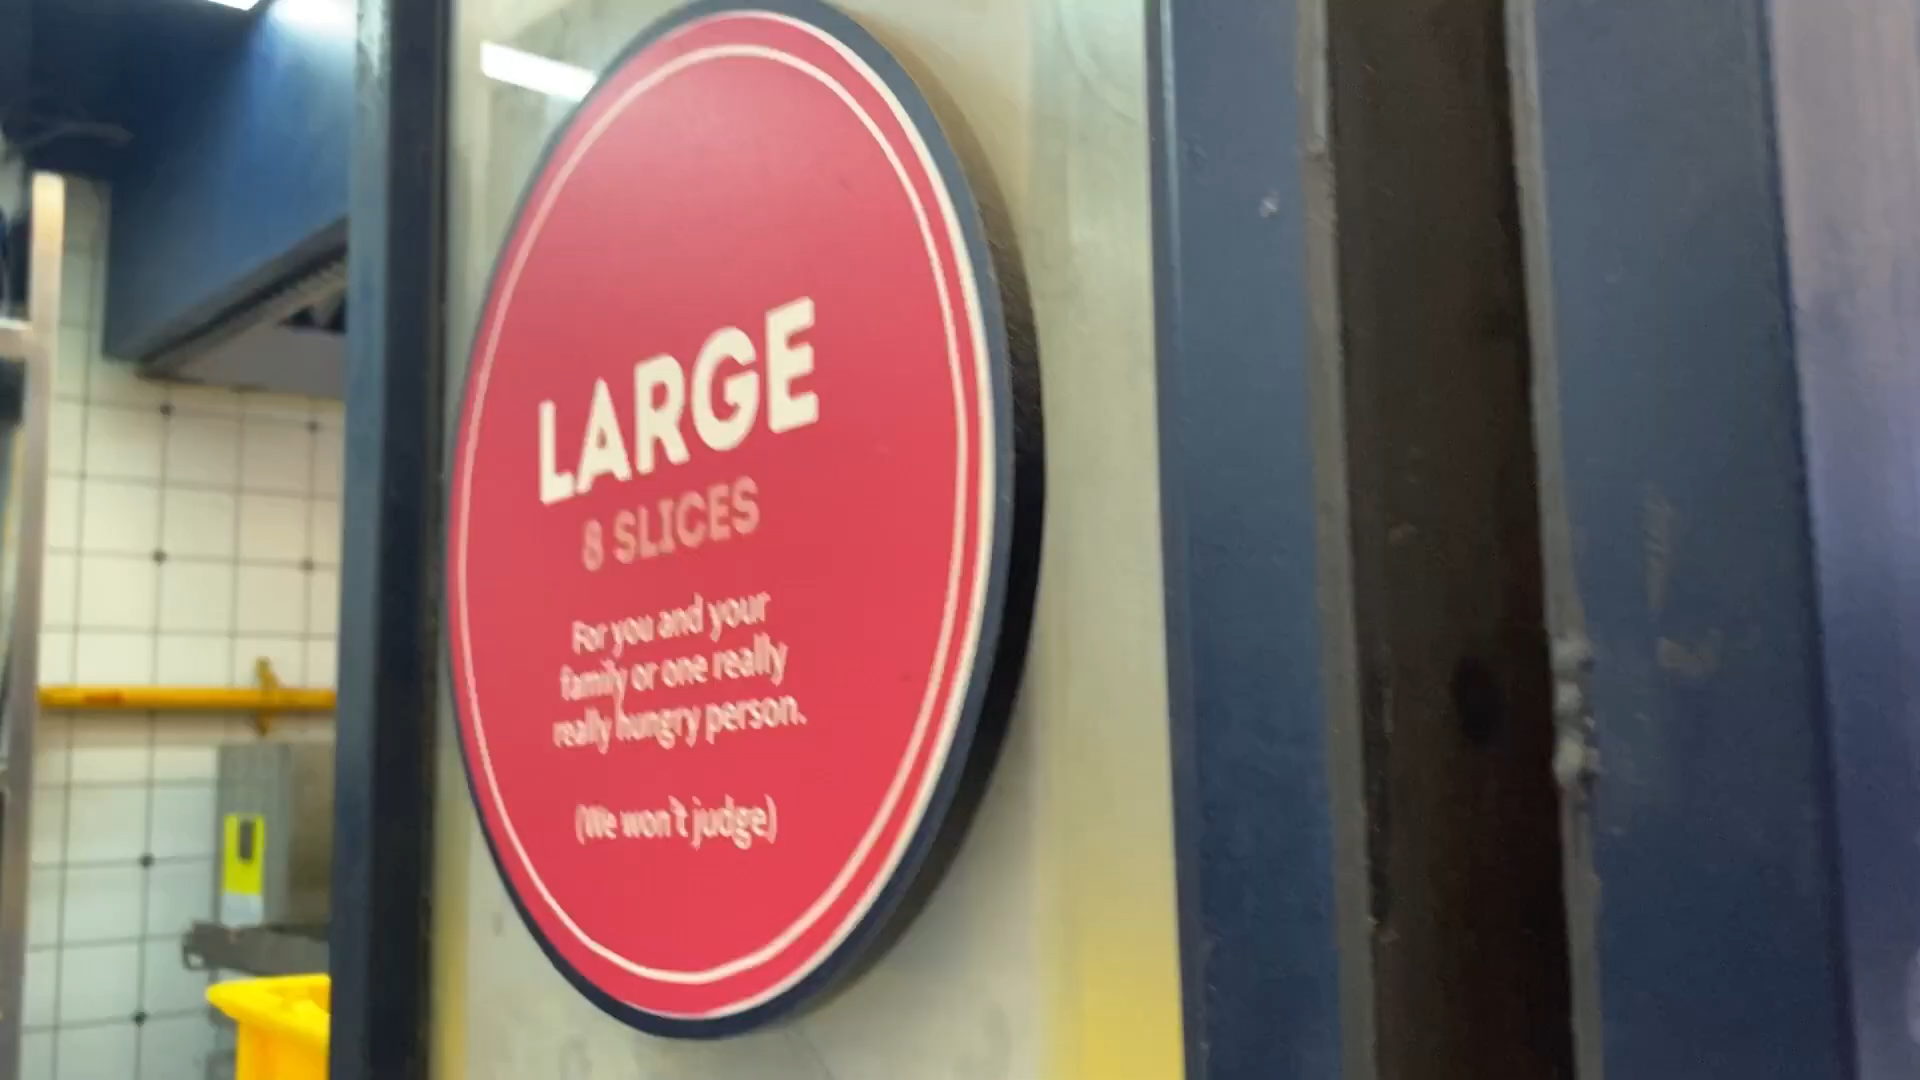 LARGE
8 SLICES
For you and your
family or one really
really hungry person.
(We won't judge)